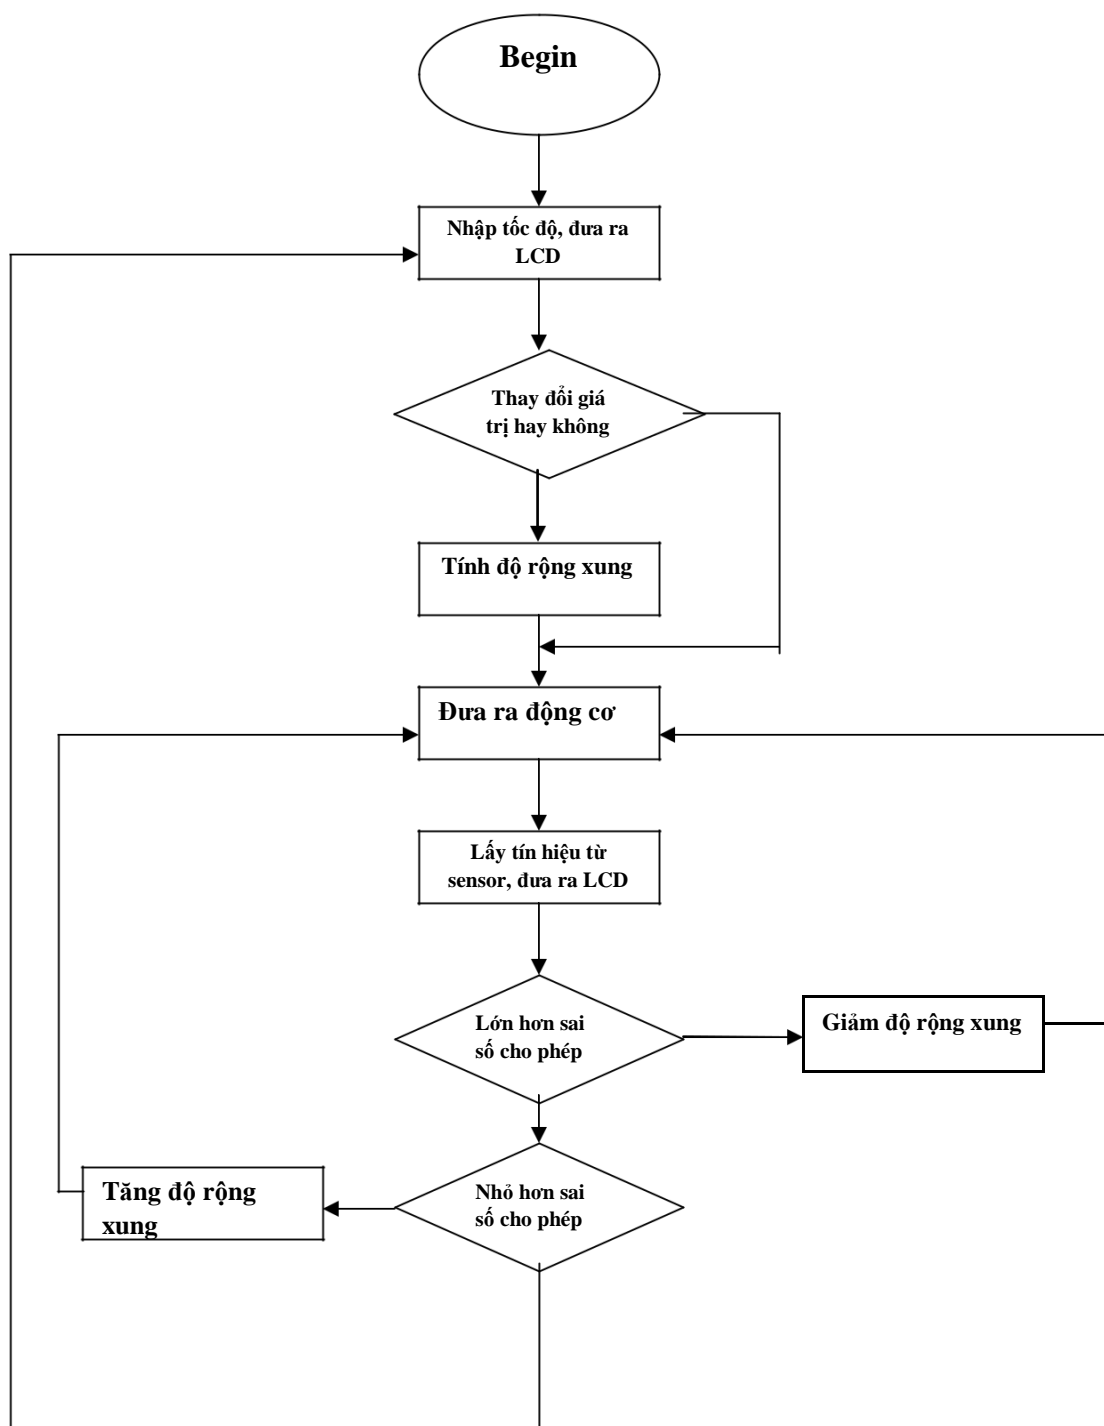 Begin
Nhập tốc độ, đưa ra
LCD
Thay đổi giá
trị hay không
Tính độ rộng xung
Đưa ra động cơ
Lấy tín hiệu từ
sensor, đưa ra LCD
Lớn hơn sai
số cho phép
Giảm độ rộng xung
Nhỏ hơn sai
số cho phép
Tăng độ rộng
xung